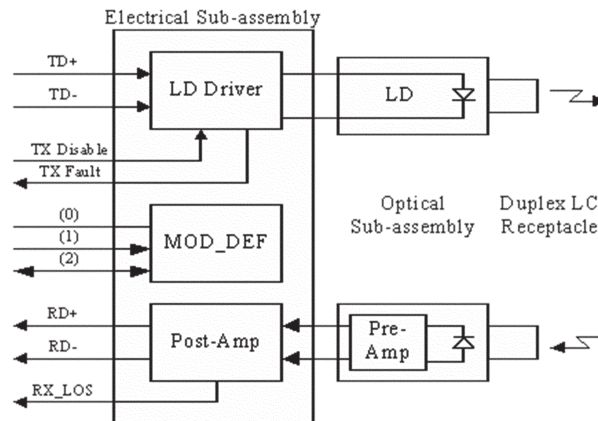 Electrical Sub-assembly
TD+
TD-
LD Driver
LD
TX Disable
TX Fault
(0)
(1)
(2)
MOD_DEF
Optical
Sub-assembly
Duplex LC
Receptacle
RD+
RD-
Post-Amp
Pre-
Amp
RX_LOS